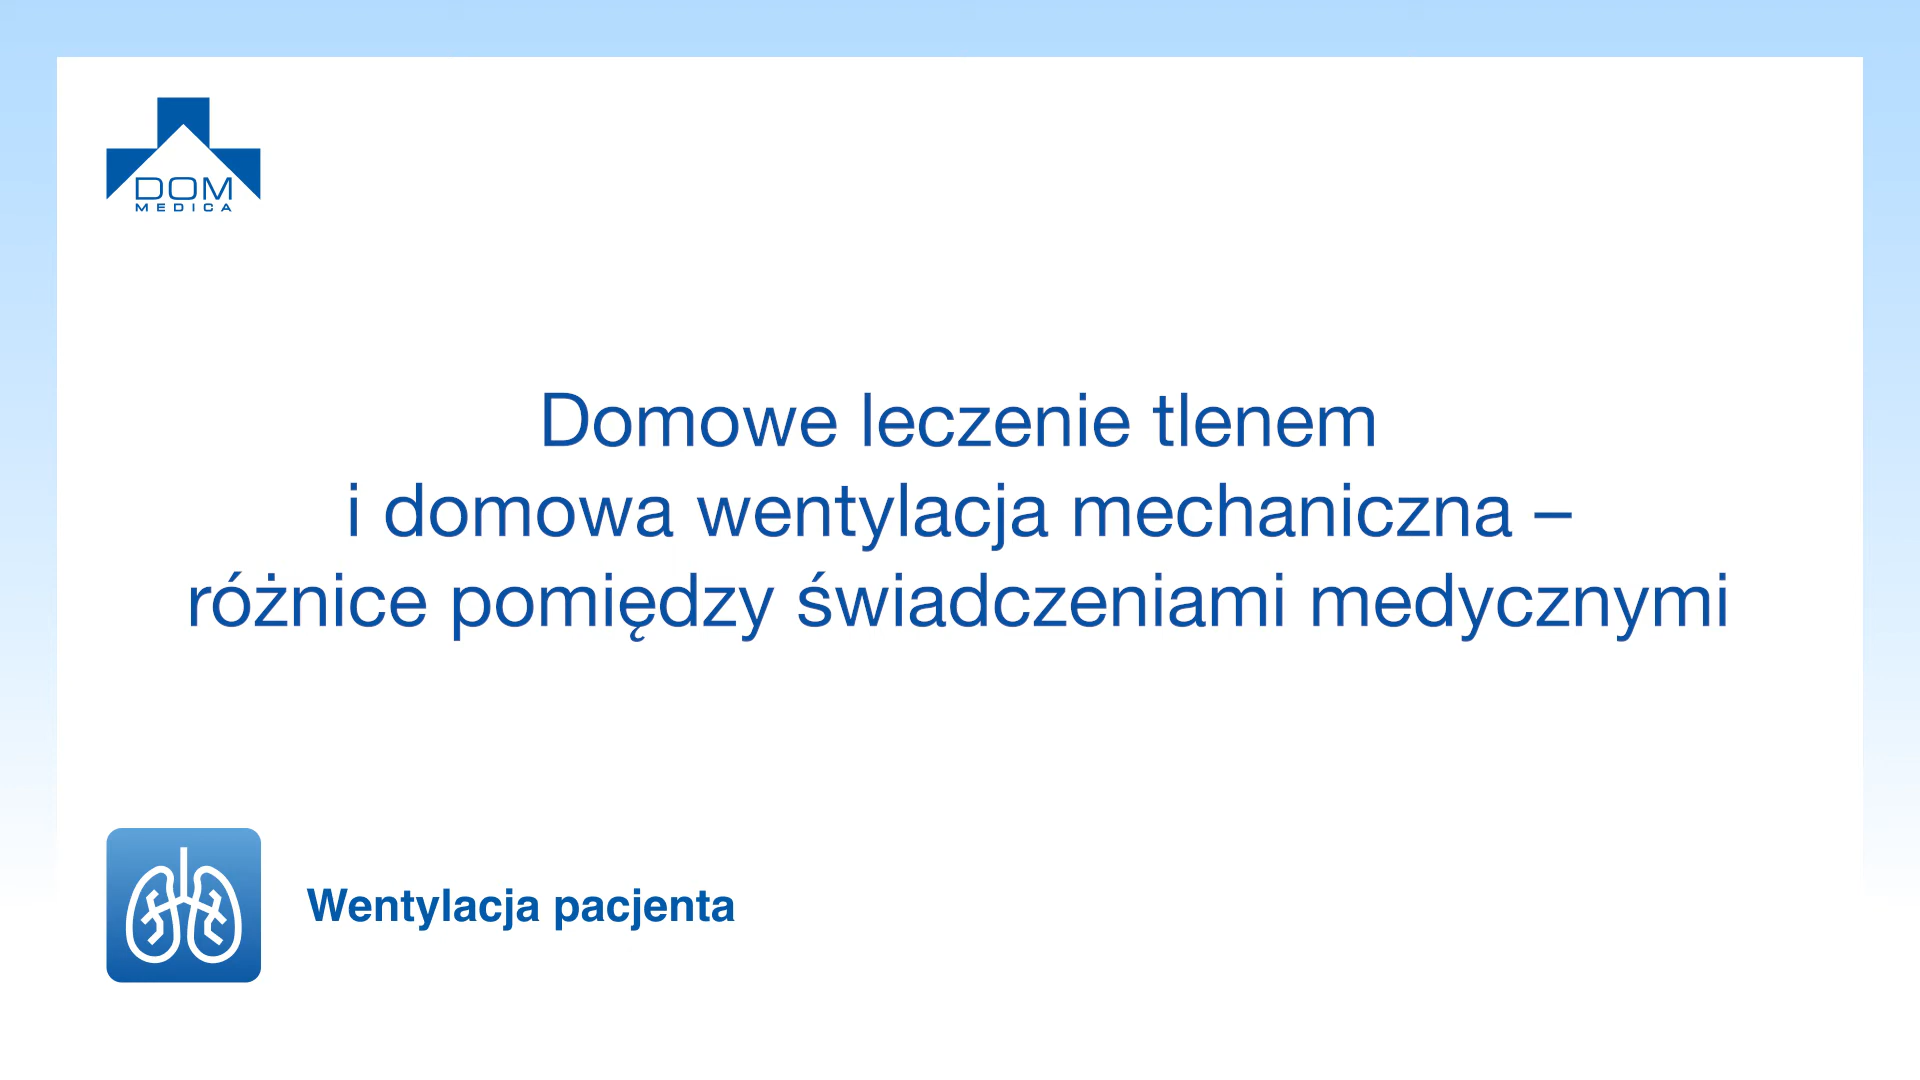 DOM
MEDICA
Domowe leczenie tlenem
i domowa wentylacja mechaniczna –
różnice pomiędzy świadczeniami medycznymi
Wentylacja pacjenta